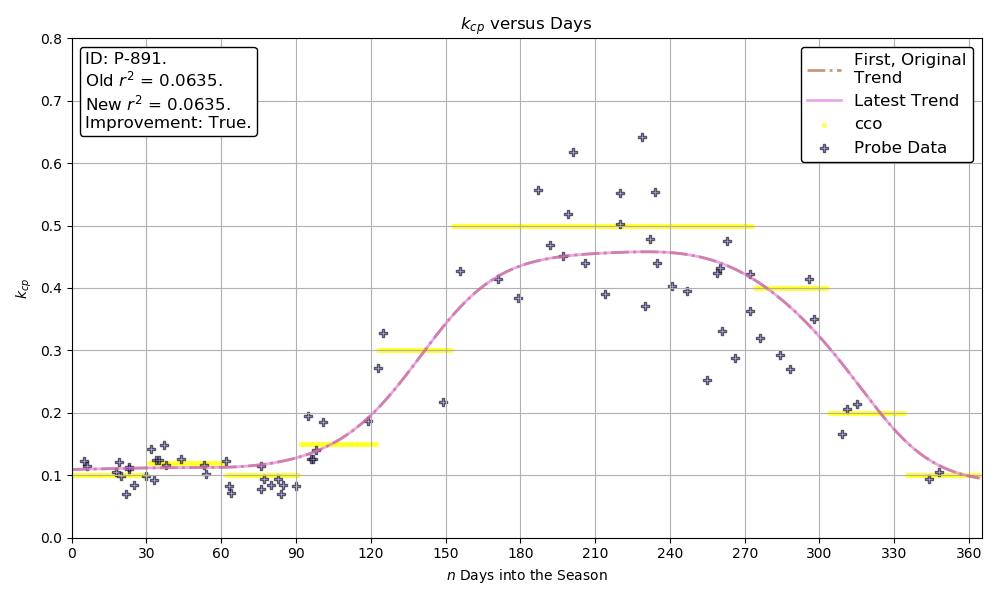 $k_{cp}$ versus Days
ID: P-891.
Old $r^2$ = 0.0635.
New $r^2$ = 0.0635.
Improvement: True.
First, Original
Trend
Latest Trend
cco
Probe Data
$k_{cp}$
0.8
0.7
0.6
0.5
0.4
0.3
0.2
0.1
0.0
0 30 60 90 120 150 180 210 240 270 300 330 360
$n$ Days into the Season